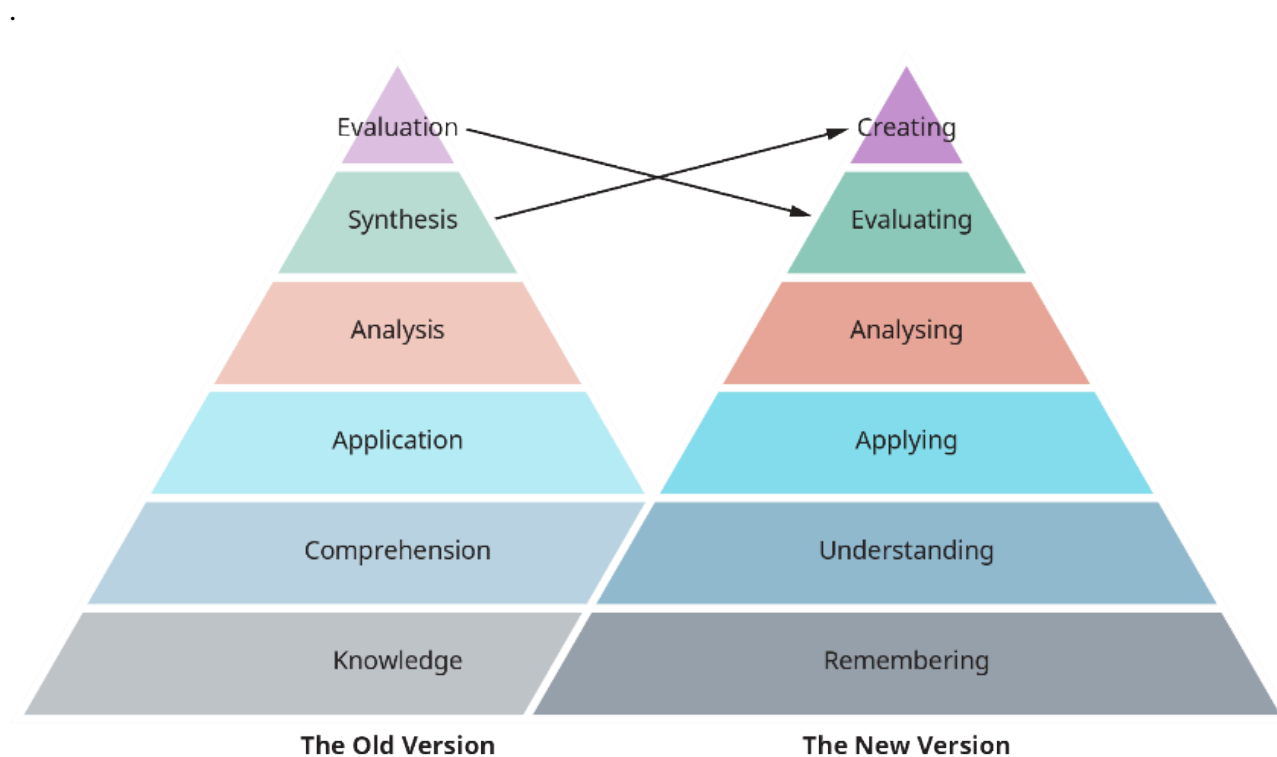 .
Evaluation
Creating
Synthesis
Evaluating
Analysis
Analysing
Application
Applying
Comprehension
Understanding
Knowledge
Remembering
The Old Version
The New Version